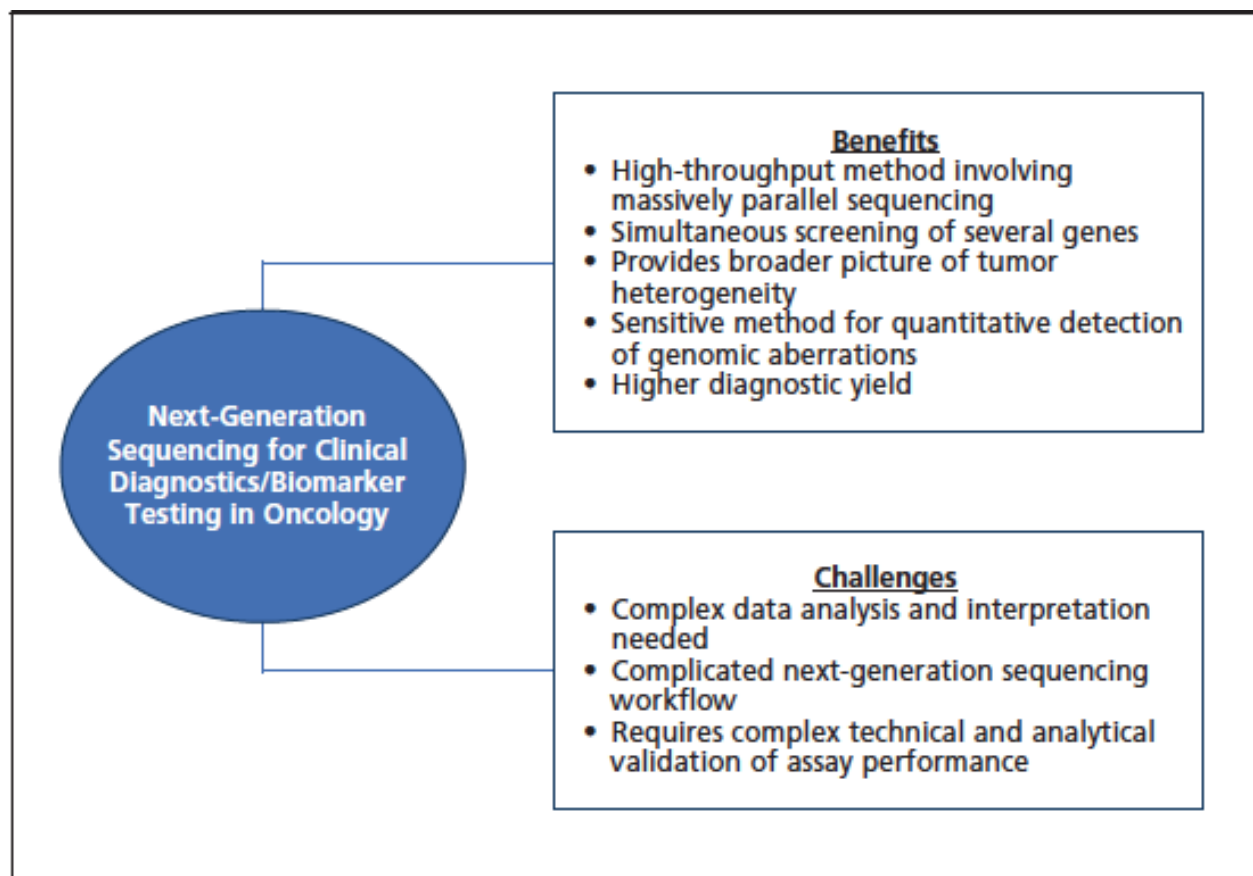 Benefits
• High-throughput method involving
massively parallel sequencing
• Simultaneous screening of several genes
• Provides broader picture of tumor
heterogeneity
• Sensitive method for quantitative detection
of genomic aberrations
• Higher diagnostic yield
Next-Generation
Sequencing for Clinical
Diagnostics/Biomarker
Testing in Oncology
Challenges
• Complex data analysis and interpretation
needed
• Complicated next-generation sequencing
workflow
• Requires complex technical and analytical
validation of assay performance